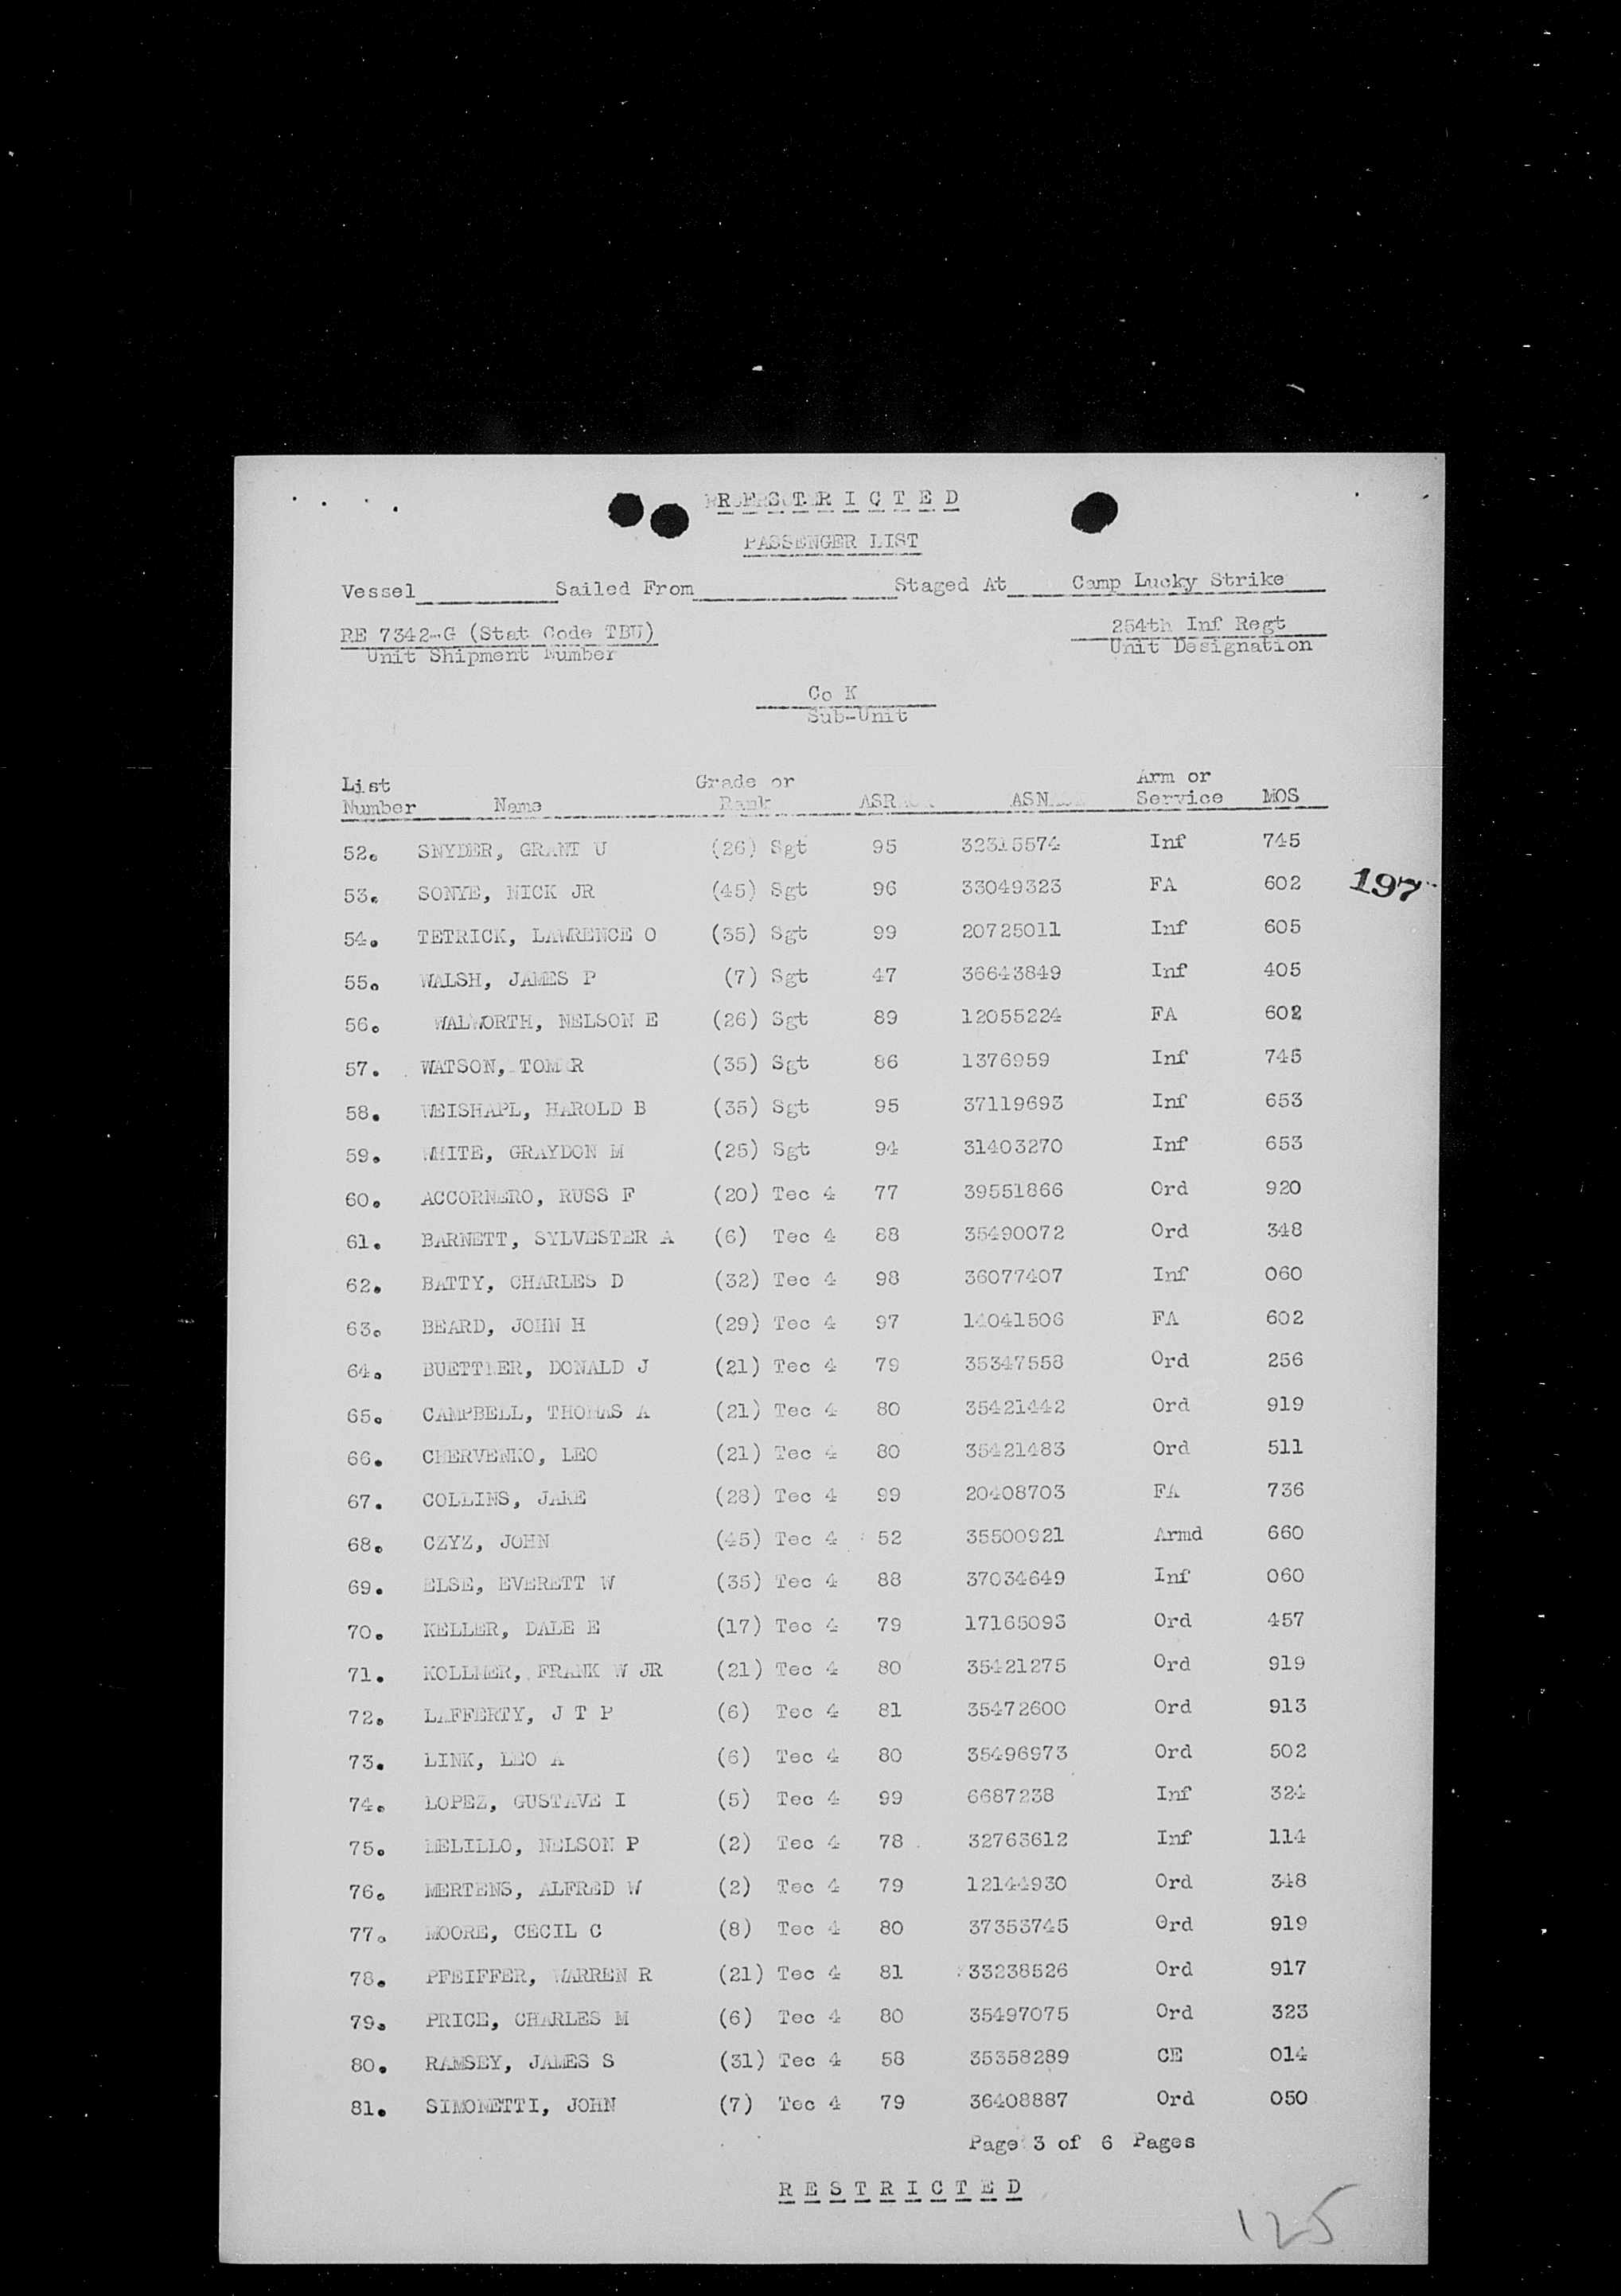 R E S T R I C T E D
PASSENGER LIST
Vessel Sailed From Staged At Camp Lucky Strike
RE 7342-G (Stat Code TBU) 254th Inf Regt
Unit Shipment Number Unit Designation
Co K
Sub-Unit
List Grade or Arm or
Number Name Rank ASR ASN Service MOS
52. SNYDER, GRANT U (26) Sgt 95 32315574 Inf 745
53. SONYE, MICK JR (45) Sgt 96 33049323 FA 602
197
54. TETRICK, LAWRENCE O (35) Sgt 99 20725011 Inf 605
55. WALSH, JAMES P (7) Sgt 47 36643849 Inf 405
56. WALWORTH, NELSON E (26) Sgt 89 12055224 FA 602
57. WATSON, TOM R (35) Sgt 86 1376959 Inf 745
58. WEISHAPL, HAROLD B (35) Sgt 95 37119693 Inf 653
59. WHITE, GRAYDON M (25) Sgt 94 31403270 Inf 653
60. ACCORNERO, RUSS F (20) Tec 4 77 39551866 Ord 920
61. BARNETT, SYLVESTER A (6) Tec 4 88 35490072 Ord 348
62. BATTY, CHARLES D (32) Tec 4 98 36077407 Inf 060
63. BEARD, JOHN H (29) Tec 4 97 14041506 FA 602
64. BUETTNER, DONALD J (21) Tec 4 79 35347558 Ord 256
65. CAMPBELL, THOMAS A (21) Tec 4 80 35421442 Ord 919
66. CHERVENKO, LEO (21) Tec 4 80 35421483 Ord 511
67. COLLINS, JAKE (28) Tec 4 99 20408703 FA 736
68. CZYZ, JOHN (45) Tec 4 52 35500921 Armd 660
69. ELSE, EVERETT W (35) Tec 4 88 37034649 Inf 060
70. KELLER, DALE E (17) Tec 4 79 17165093 Ord 457
71. KOLLMER, FRANK W JR (21) Tec 4 80 35421275 Ord 919
72. LAFFERTY, J T P (6) Tec 4 81 35472600 Ord 913
73. LINK, LEO A (6) Tec 4 80 35496973 Ord 502
74. LOPEZ, GUSTAVE I (5) Tec 4 99 6687238 Inf 324
75. MELILLO, NELSON P (2) Tec 4 78 32763612 Inf 114
76. MERTENS, ALFRED W (2) Tec 4 79 12144930 Ord 348
77. MOORE, CECIL C (8) Tec 4 80 37353745 Ord 919
78. PFEIFFER, WARREN R (21) Tec 4 81 33238526 Ord 917
79. PRICE, CHARLES M (6) Tec 4 80 35497075 Ord 323
80. RAMSEY, JAMES S (31) Tec 4 58 35358289 CE 014
81. SIMONETTI, JOHN (7) Tec 4 79 36408887 Ord 050
Page 3 of 6 Pages
R E S T R I C T E D
125